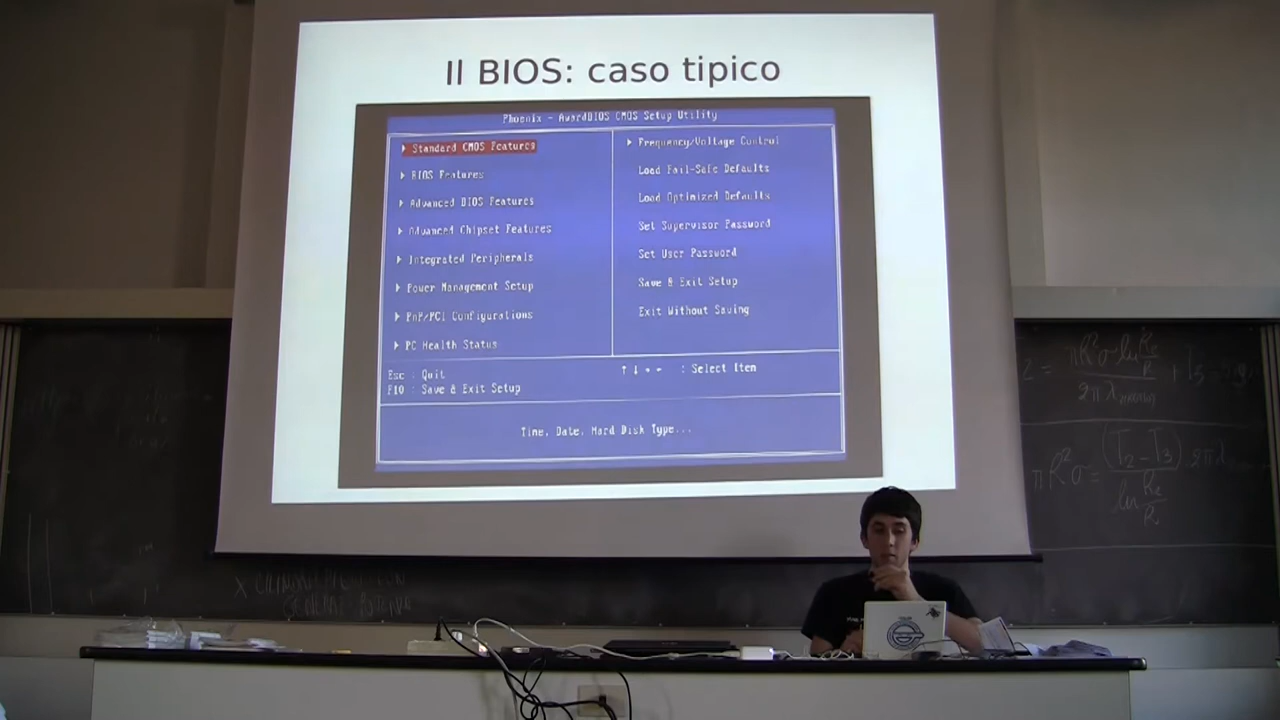 Il BIOS: caso tipico
Phoenix - AwardBIOS CMOS Setup Utility
Standard CMOS Features
BIOS Features
Advanced BIOS Features
Advanced Chipset Features
Integrated Peripherals
Power Management Setup
PnP/PCI Configurations
PC Health Status
Frequency/Voltage Control
Load Fail-Safe Defaults
Load Optimized Defaults
Set Supervisor Password
Set User Password
Save & Exit Setup
Exit Without Saving
Esc : Quit
F10 : Save & Exit Setup
↑ ↓ → ← : Select Item
Time, Date, Hard Disk Type...